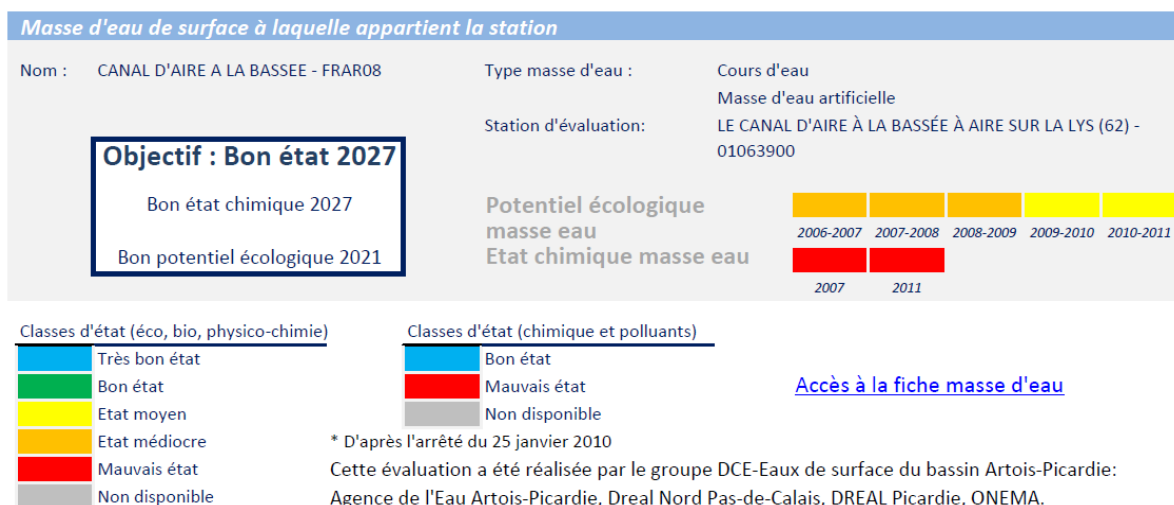 Masse d'eau de surface à laquelle appartient la station
Nom : CANAL D'AIRE A LA BASSEE - FRAR08
Type masse d'eau : Cours d'eau
Masse d'eau artificielle
Station d'évaluation: LE CANAL D'AIRE À LA BASSÉE À AIRE SUR LA LYS (62) -
01063900
Objectif : Bon état 2027
Bon état chimique 2027
Bon potentiel écologique 2021
Potentiel écologique
masse eau
2006-2007 2007-2008 2008-2009 2009-2010 2010-2011
Etat chimique masse eau
2007 2011
Classes d'état (éco, bio, physico-chimie)
Très bon état
Bon état
Etat moyen
Etat médiocre
Mauvais état
Non disponible
Classes d'état (chimique et polluants)
Bon état
Mauvais état
Non disponible
Accès à la fiche masse d'eau
* D'après l'arrêté du 25 janvier 2010
Cette évaluation a été réalisée par le groupe DCE-Eaux de surface du bassin Artois-Picardie:
Agence de l'Eau Artois-Picardie, Dreal Nord Pas-de-Calais, DREAL Picardie, ONEMA.